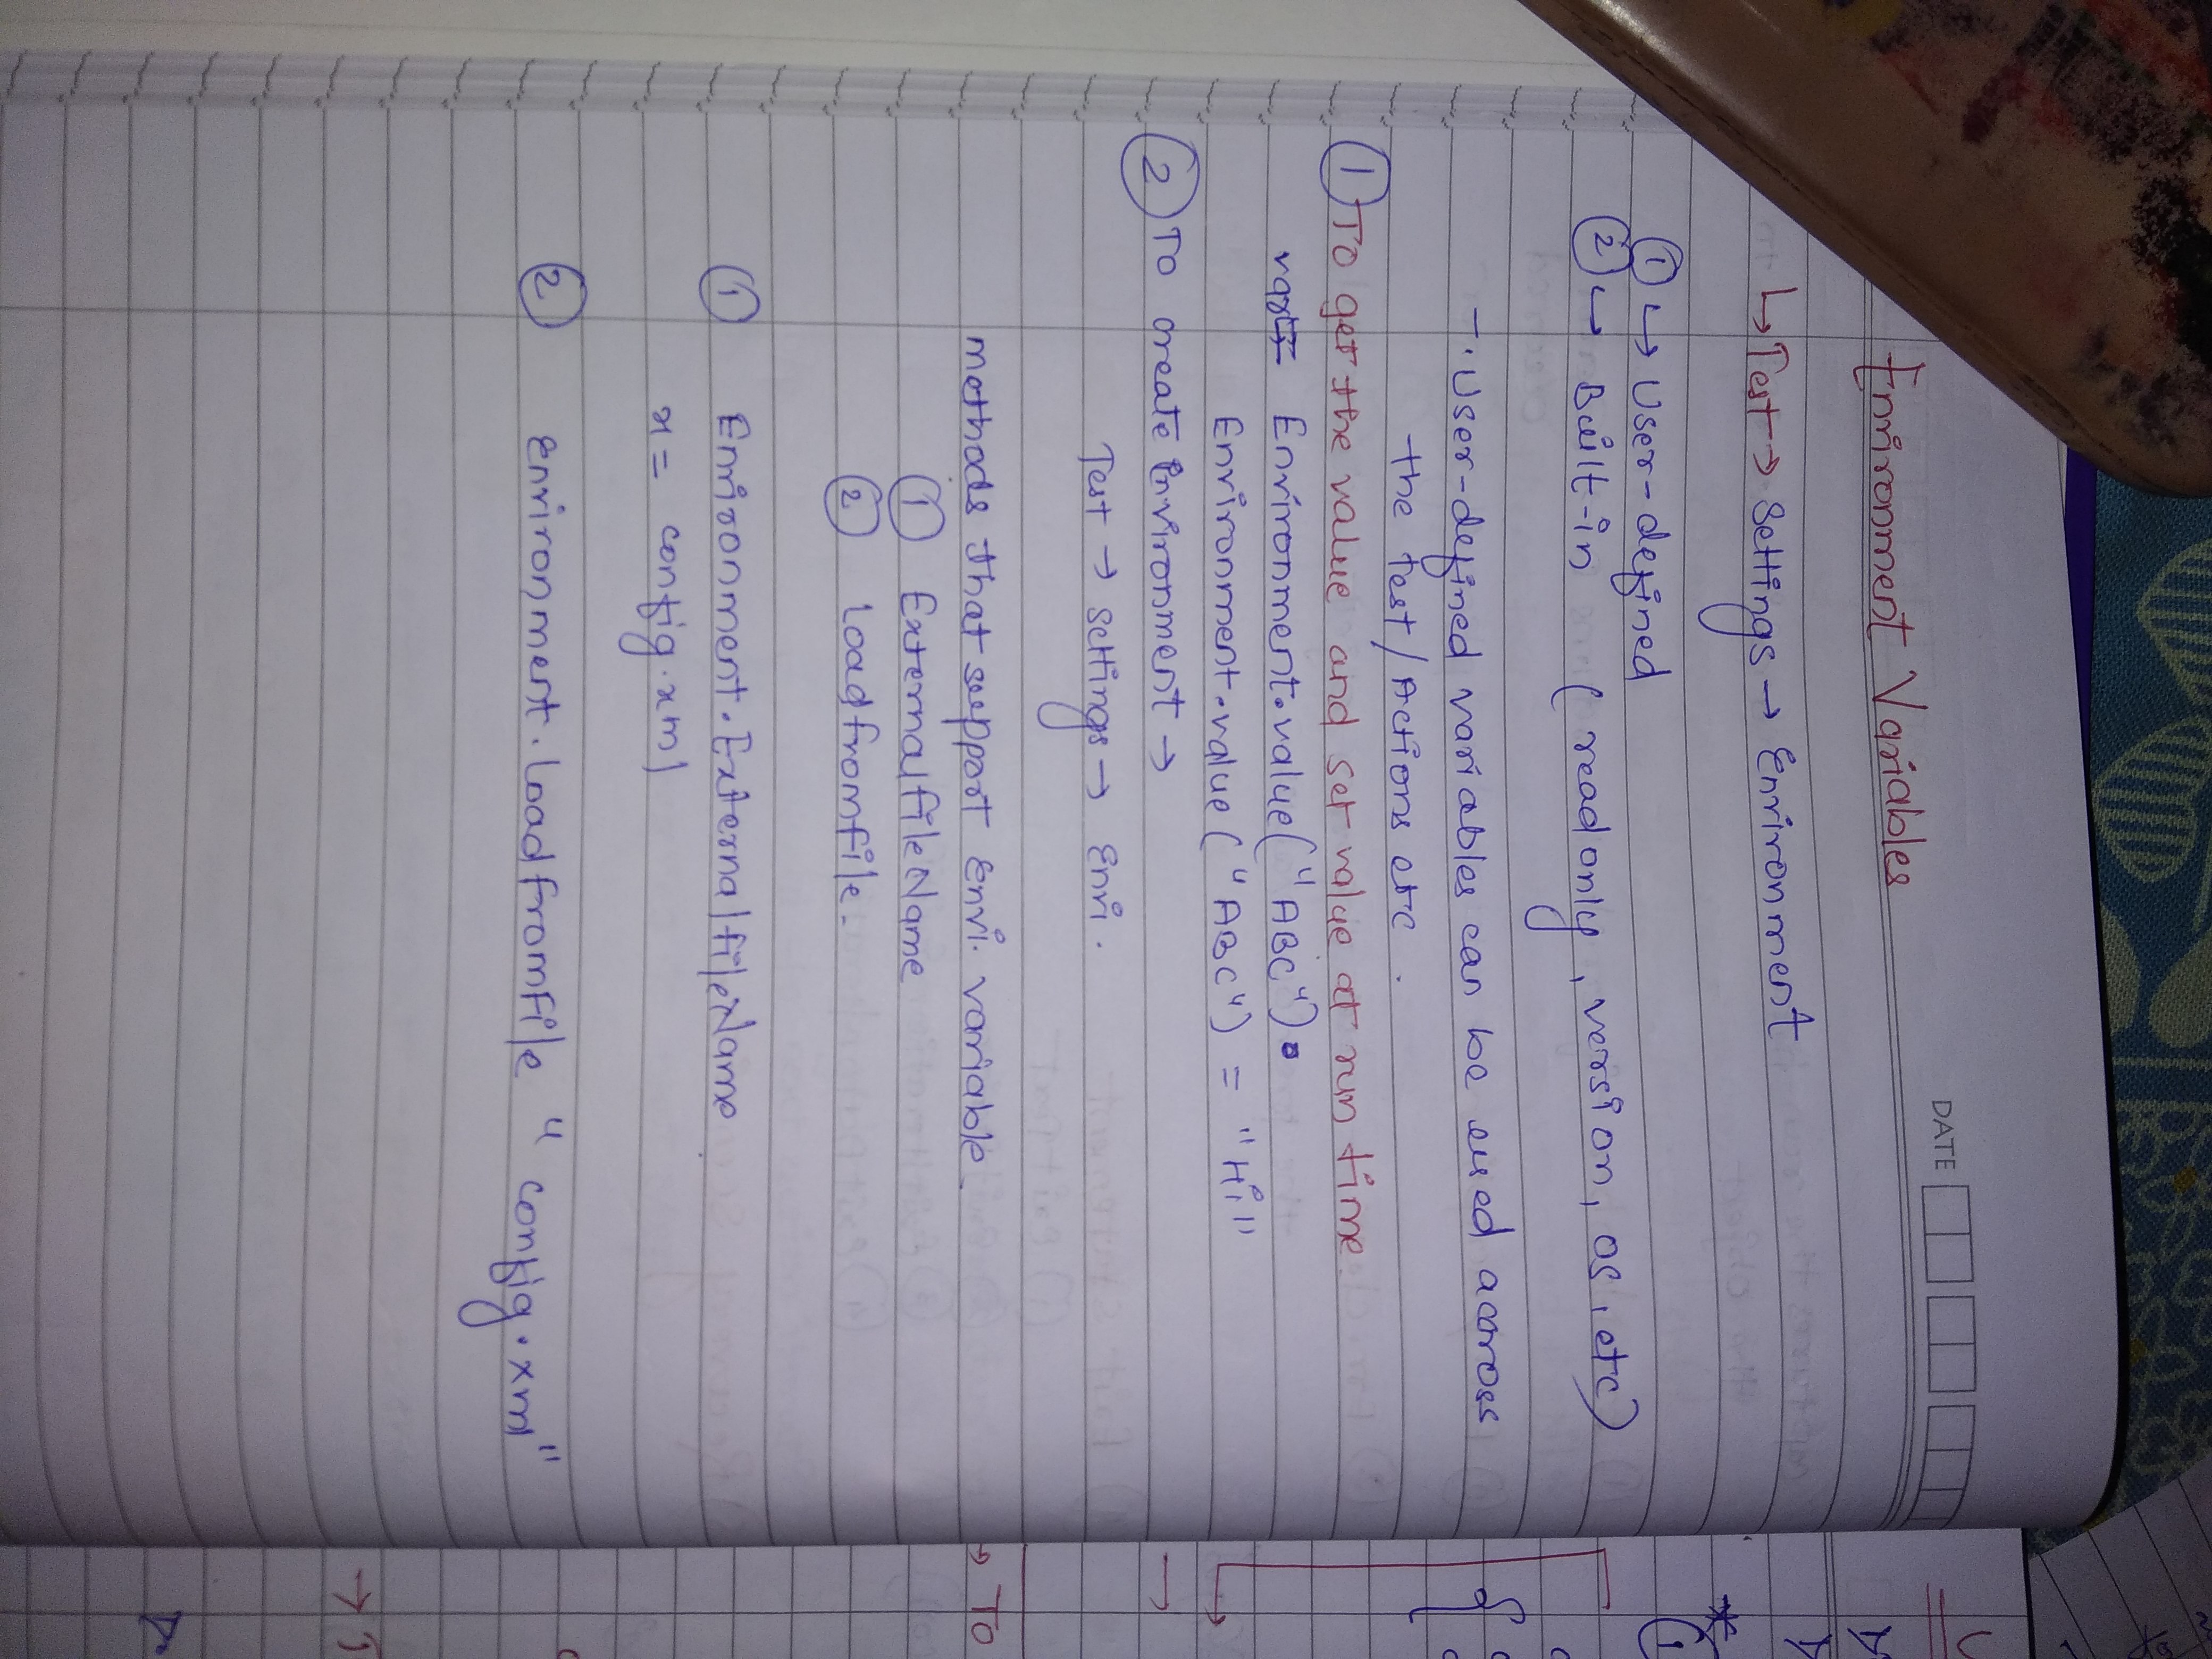 DATE
Environment Variables
↳ Test → Settings → Environment
① ↳ User-defined
② ↳ Built-in (readonly, version, os, etc)
- . User-defined variables can be used across
the Test/Actions etc .
① To get the value and set value at run time
Environment.value("ABC").
Environment.value("ABC") = "Hi"
② To create Environment →
Test → settings → Envi.
methods that support Envi. variable
① ExternalfileName
② loadfromfile.
① Environment.ExternalfileName
x = config.xml
② Environment.loadfromfile "config.xml"
→ To